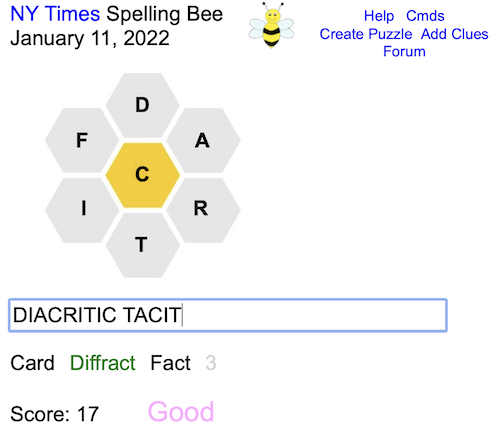 NY Times Spelling Bee
January 11, 2022
Help Cmds
Create Puzzle Add Clues
Forum
D
F A
C
I R
T
DIACRITIC TACIT
Card Diffract Fact 3
Score: 17 Good